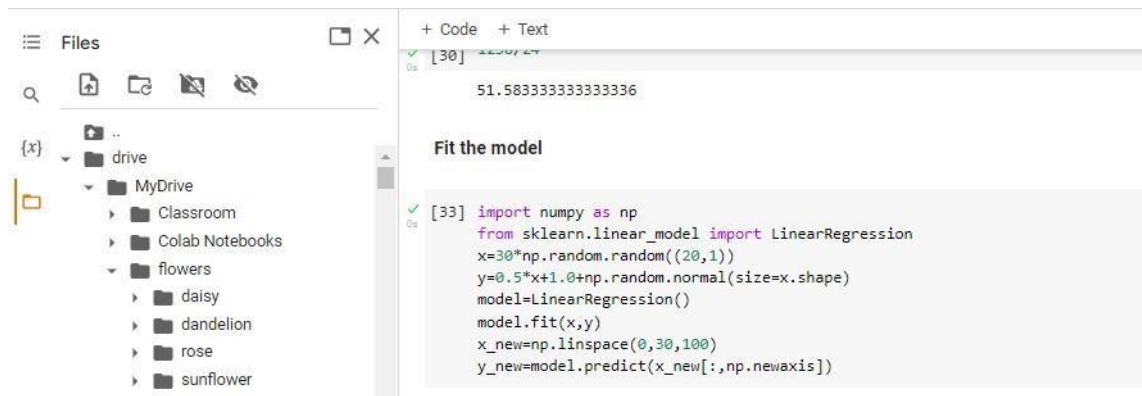 Files
{x}
..
drive
MyDrive
Classroom
Colab Notebooks
flowers
daisy
dandelion
rose
sunflower
+ Code + Text
[30]
0s
51.583333333333336
Fit the model
[33] import numpy as np
0s
from sklearn.linear_model import LinearRegression
x=30*np.random.random((20,1))
y=0.5*x+1.0+np.random.normal(size=x.shape)
model=LinearRegression()
model.fit(x,y)
x_new=np.linspace(0,30,100)
y_new=model.predict(x_new[:,np.newaxis])